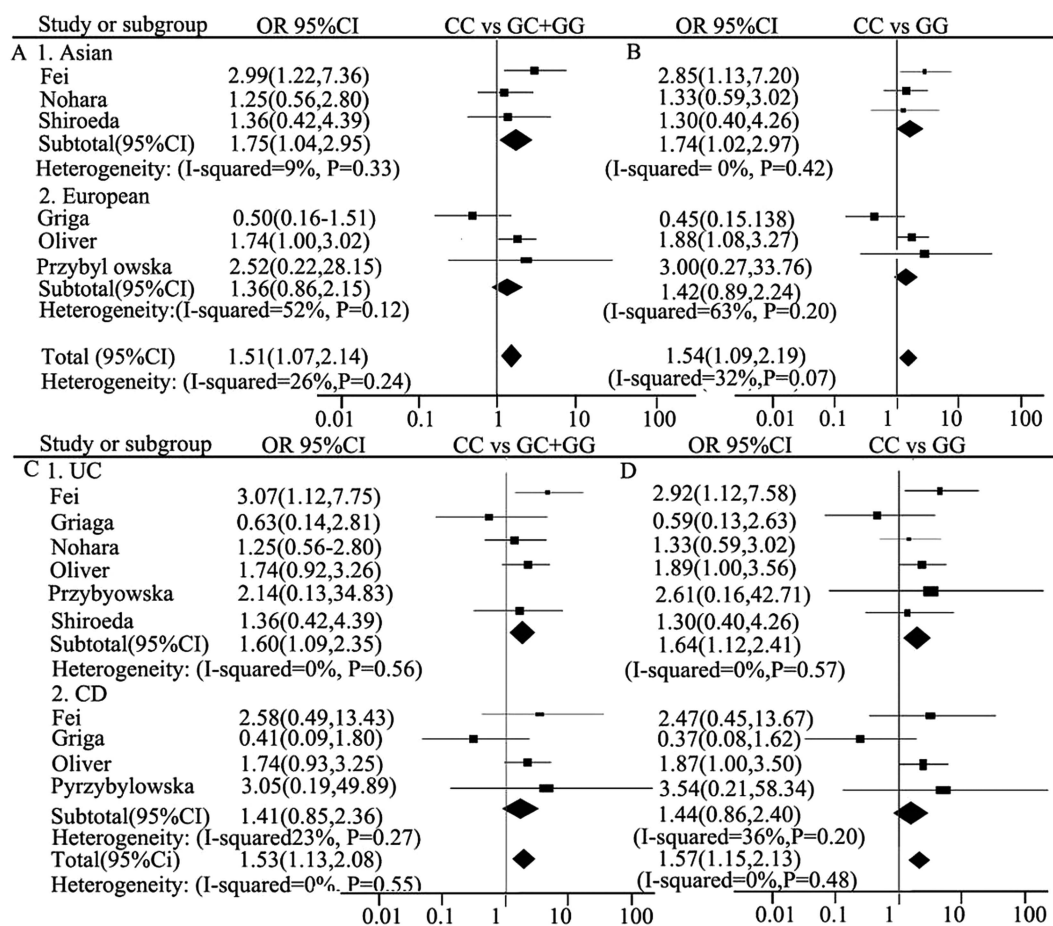 Study or subgroup OR 95%CI CC vs GC+GG OR 95%CI CC vs GG
A 1. Asian B
Fei 2.99(1.22,7.36) 2.85(1.13,7.20)
Nohara 1.25(0.56,2.80) 1.33(0.59,3.02)
Shiroeda 1.36(0.42,4.39) 1.30(0.40,4.26)
Subtotal(95%CI) 1.75(1.04,2.95) 1.74(1.02,2.97)
Heterogeneity: (I-squared=9%, P=0.33) (I-squared= 0%, P=0.42)
2. European
Griga 0.50(0.16-1.51) 0.45(0.15.138)
Oliver 1.74(1.00,3.02) 1.88(1.08,3.27)
Przybyl owska 2.52(0.22,28.15) 3.00(0.27,33.76)
Subtotal(95%CI) 1.36(0.86,2.15) 1.42(0.89,2.24)
Heterogeneity:(I-squared=52%, P=0.12) (I-squared=63%, P=0.20)
Total (95%CI) 1.51(1.07,2.14) 1.54(1.09,2.19)
Heterogeneity: (I-squared=26%,P=0.24) (I-squared=32%,P=0.07)
0.01 0.1 1 10 100 0.01 0.1 1 10 100
Study or subgroup OR 95%CI CC vs GC+GG OR 95%CI CC vs GG
C 1. UC D
Fei 3.07(1.12,7.75) 2.92(1.12,7.58)
Griaga 0.63(0.14,2.81) 0.59(0.13,2.63)
Nohara 1.25(0.56-2.80) 1.33(0.59,3.02)
Oliver 1.74(0.92,3.26) 1.89(1.00,3.56)
Przybyowska 2.14(0.13,34.83) 2.61(0.16,42.71)
Shiroeda 1.36(0.42,4.39) 1.30(0.40,4.26)
Subtotal(95%CI) 1.60(1.09,2.35) 1.64(1.12,2.41)
Heterogeneity: (I-squared=0%, P=0.56) (I-squared=0%,P=0.57)
2. CD
Fei 2.58(0.49,13.43) 2.47(0.45,13.67)
Griga 0.41(0.09,1.80) 0.37(0.08,1.62)
Oliver 1.74(0.93,3.25) 1.87(1.00,3.50)
Pyrzybylowska 3.05(0.19,49.89) 3.54(0.21,58.34)
Subtotal(95%CI) 1.41(0.85,2.36) 1.44(0.86,2.40)
Heterogeneity: (I-squared23%, P=0.27) (I-squared=36%,P=0.20)
Total(95%Ci) 1.53(1.13,2.08) 1.57(1.15,2.13)
Heterogeneity: (I-squared=0%, P=0.55) (I-squared=0%,P=0.48)
0.01 0.1 1 10 100 0.01 0.1 1 10 100